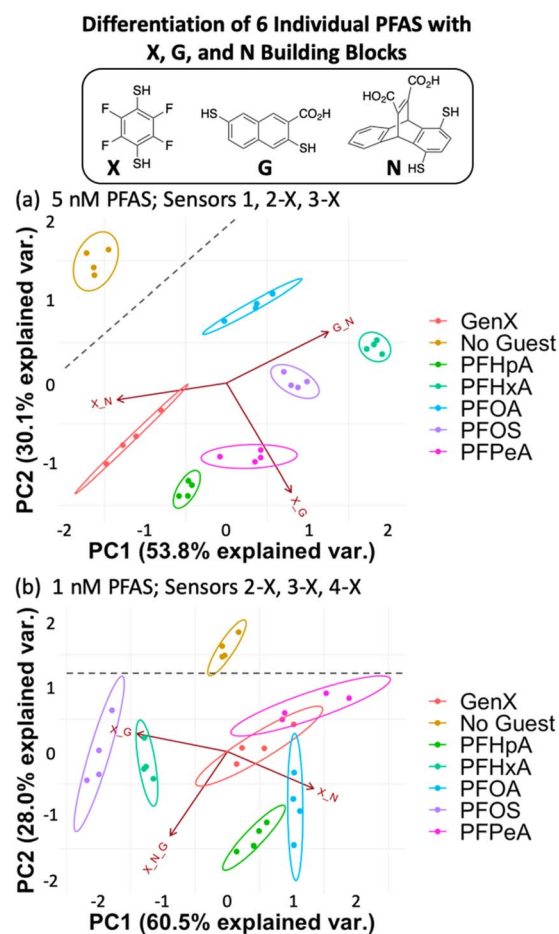 Differentiation of 6 Individual PFAS with
X, G, and N Building Blocks
SH
F
F
F
F
SH
X
HS
CO₂H
SH
G
CO₂H
HO₂C
SH
HS
N
(a) 5 nM PFAS; Sensors 1, 2-X, 3-X
PC2 (30.1% explained var.)
2
1
0
-1
G_N
X_N
X_G
-2
-1
0
1
2
PC1 (53.8% explained var.)
GenX
No Guest
PFHpA
PFHxA
PFOA
PFOS
PFPeA
(b) 1 nM PFAS; Sensors 2-X, 3-X, 4-X
PC2 (28.0% explained var.)
2
1
0
-1
-2
X_G
X_N
X_N_G
-2
-1
0
1
2
PC1 (60.5% explained var.)
GenX
No Guest
PFHpA
PFHxA
PFOA
PFOS
PFPeA